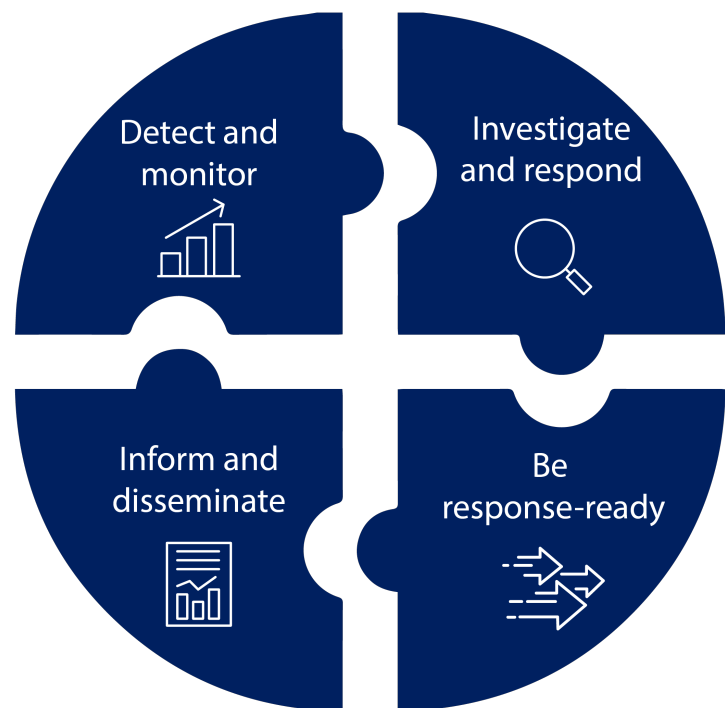 Detect and
monitor
Investigate
and respond
Inform and
disseminate
Be
response-ready